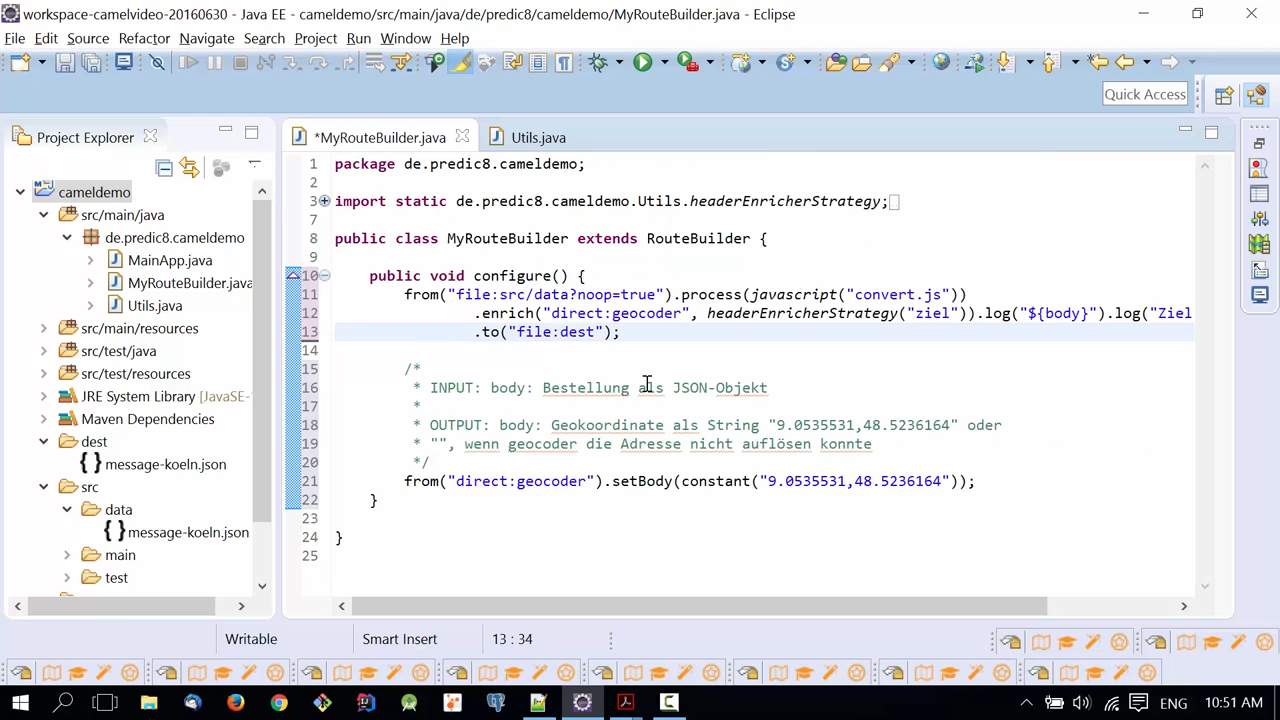 workspace-camelvideo-20160630 - Java EE - cameldemo/src/main/java/de/predic8/cameldemo/MyRouteBuilder.java - Eclipse
File Edit Source Refactor Navigate Search Project Run Window Help
Quick Access
Project Explorer
*MyRouteBuilder.java
Utils.java
cameldemo
src/main/java
de.predic8.cameldemo
MainApp.java
MyRouteBuilder.java
Utils.java
src/main/resources
src/test/java
src/test/resources
JRE System Library [JavaSE-
Maven Dependencies
dest
message-koeln.json
src
data
message-koeln.json
main
test
1 package de.predic8.cameldemo;
2
3 import static de.predic8.cameldemo.Utils.headerEnricherStrategy;
7
8 public class MyRouteBuilder extends RouteBuilder {
9
10 public void configure() {
11 from("file:src/data?noop=true").process(javascript("convert.js"))
12 .enrich("direct:geocoder", headerEnricherStrategy("ziel")).log("${body}").log("Ziel
13 .to("file:dest");
14
15 /*
16 * INPUT: body: Bestellung als JSON-Objekt
17 *
18 * OUTPUT: body: Geokoordinate als String "9.0535531,48.5236164" oder
19 * "", wenn geocoder die Adresse nicht auflösen konnte
20 */
21 from("direct:geocoder").setBody(constant("9.0535531,48.5236164"));
22 }
23
24 }
25
Writable
Smart Insert
13 : 34
ENG
10:51 AM